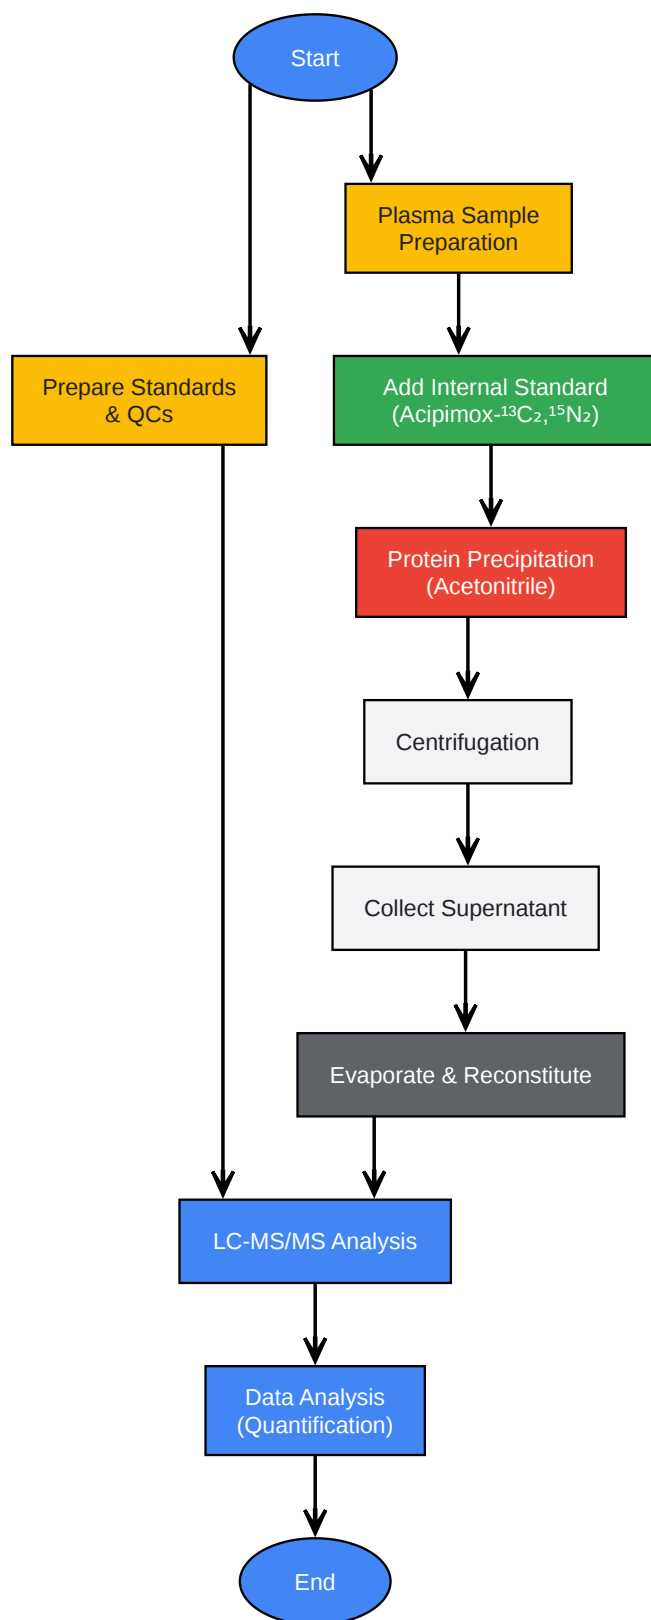 Start
Plasma Sample
Preparation
Prepare Standards
& QCs
Add Internal Standard
(Acipimox-¹³C₂,¹⁵N₂)
Protein Precipitation
(Acetonitrile)
Centrifugation
Collect Supernatant
Evaporate & Reconstitute
LC-MS/MS Analysis
Data Analysis
(Quantification)
End